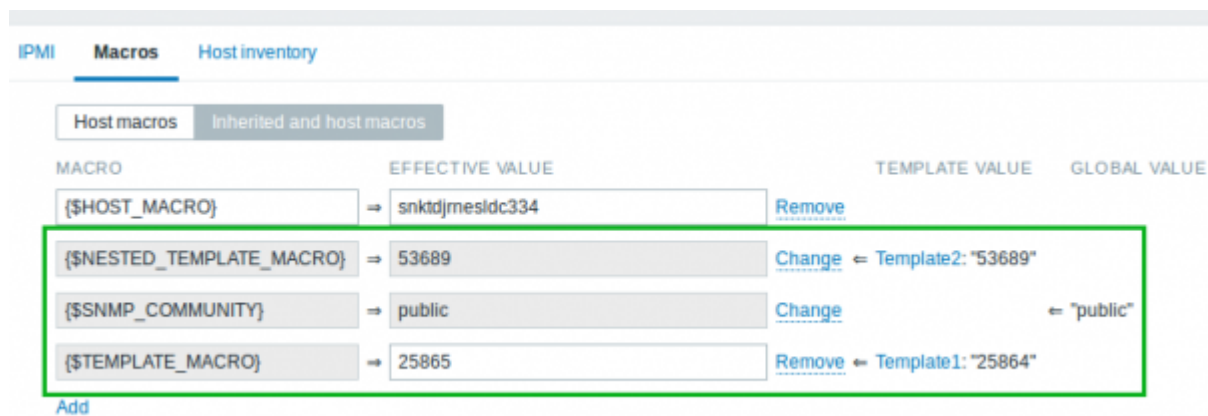 IPMI Macros Host inventory
Host macros Inherited and host macros
MACRO EFFECTIVE VALUE TEMPLATE VALUE GLOBAL VALUE
{$HOST_MACRO} ⇒ snktdjrnesldc334 Remove
{$NESTED_TEMPLATE_MACRO} ⇒ 53689 Change ⇐ Template2: "53689"
{$SNMP_COMMUNITY} ⇒ public Change ⇐ "public"
{$TEMPLATE_MACRO} ⇒ 25865 Remove ⇐ Template1: "25864"
Add